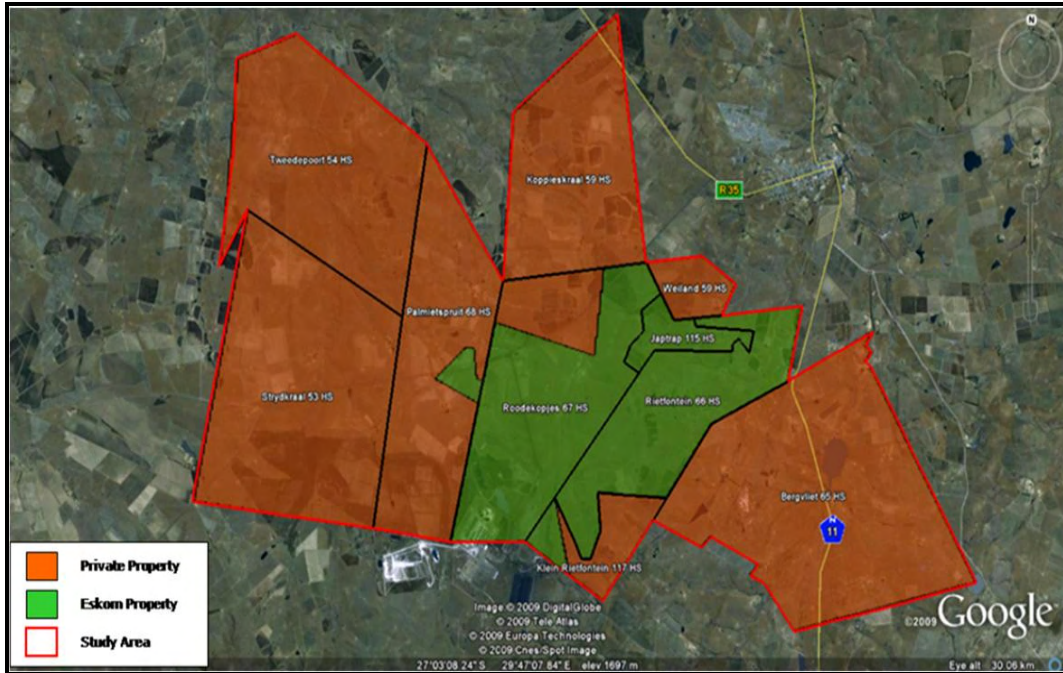 N
Tweedepoort 54 HS
Koppieskraal 59 HS
R35
Weiland 59 HS
Palmietspruit 68 HS
Japtrap 115 HS
Strydkraal 53 HS
Roodekopjes 67 HS
Rietfontein 66 HS
Bergvliet 65 HS
N
11
Klein Rietfontein 117 HS
Private Property
Eskom Property
Study Area
Image © 2009 DigitalGlobe
© 2009 Tele Atlas
© 2009 Europa Technologies
© 2009 Cnes/Spot Image
©2009 Google
27°03'08.24" S 29°47'07.84" E elev 1697 m
Eye alt 30.06 km